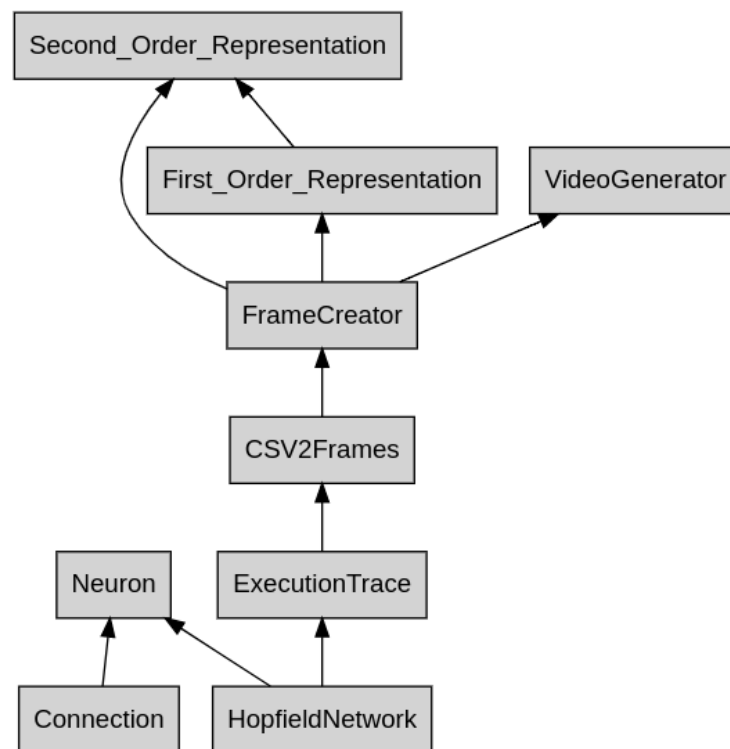 Second_Order_Representation
First_Order_Representation
VideoGenerator
FrameCreator
CSV2Frames
Neuron
ExecutionTrace
Connection
HopfieldNetwork